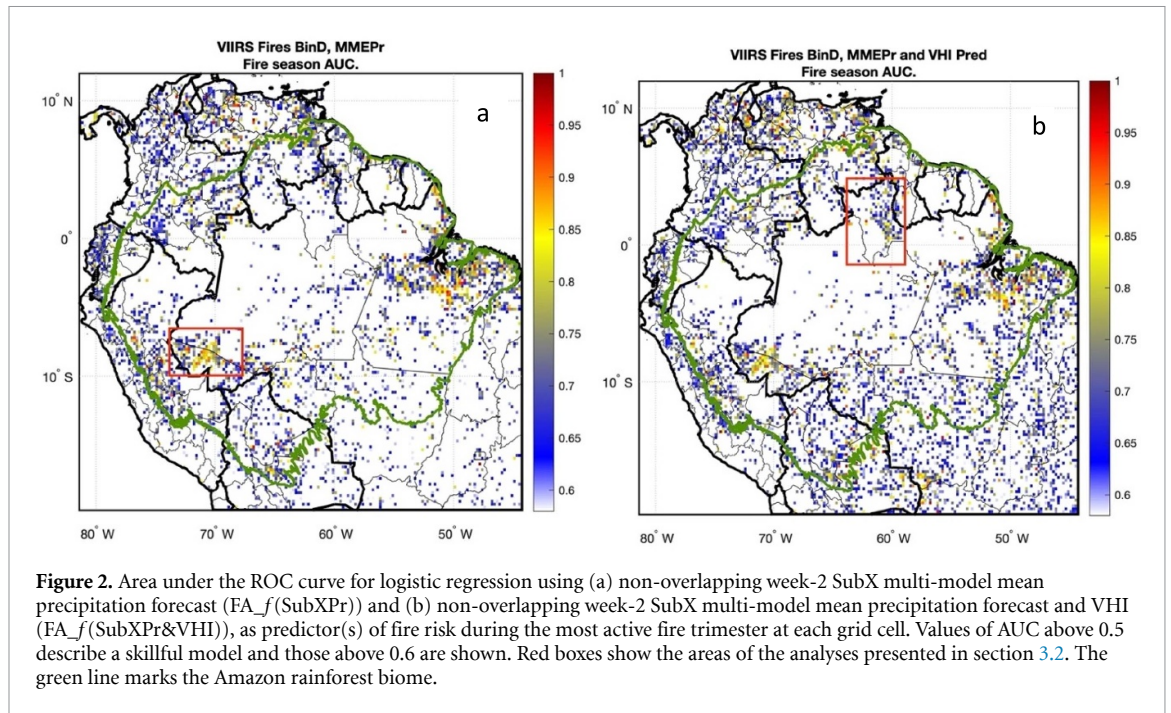 VIIRS Fires BinD, MMEPr
Fire season AUC.
a
10° N
0°
10° S
80° W
70° W
60° W
50° W
1
0.95
0.9
0.85
0.8
0.75
0.7
0.65
0.6
VIIRS Fires BinD, MMEPr and VHI Pred
Fire season AUC.
b
10° N
0°
10° S
80° W
70° W
60° W
50° W
1
0.95
0.9
0.85
0.8
0.75
0.7
0.65
0.6
Figure 2. Area under the ROC curve for logistic regression using (a) non-overlapping week-2 SubX multi-model mean
precipitation forecast (FA_f(SubXPr)) and (b) non-overlapping week-2 SubX multi-model mean precipitation forecast and VHI
(FA_f(SubXPr&VHI)), as predictor(s) of fire risk during the most active fire trimester at each grid cell. Values of AUC above 0.5
describe a skillful model and those above 0.6 are shown. Red boxes show the areas of the analyses presented in section 3.2. The
green line marks the Amazon rainforest biome.